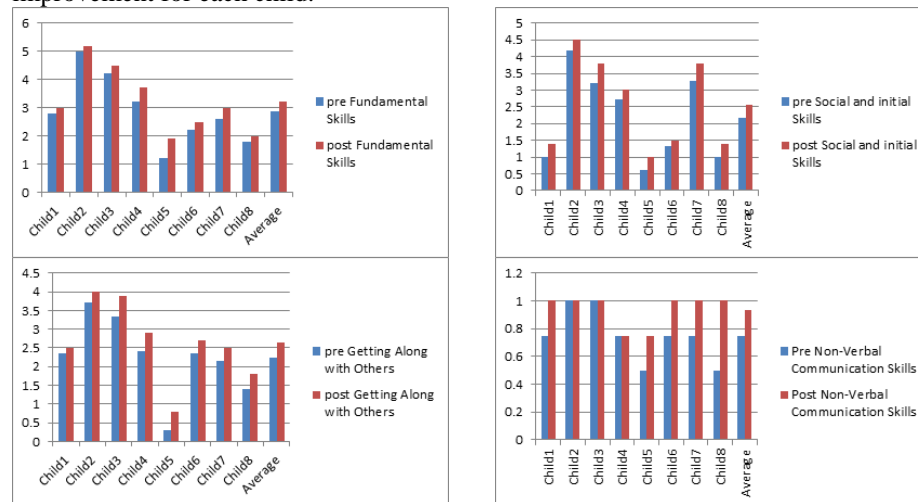 improvement for each child.
6
5
4
3
2
1
0
Child1
Child2
Child3
Child4
Child5
Child6
Child7
Child8
Average
pre Fundamental
Skills
post Fundamental
Skills
5
4.5
4
3.5
3
2.5
2
1.5
1
0.5
0
Child1
Child2
Child3
Child4
Child5
Child6
Child7
Child8
Average
pre Social and initial
Skills
post Social and initial
Skills
4.5
4
3.5
3
2.5
2
1.5
1
0.5
0
Child1
Child2
Child3
Child4
Child5
Child6
Child7
Child8
Average
pre Getting Along
with Others
post Getting Along
with Others
1.2
1
0.8
0.6
0.4
0.2
0
Child1
Child2
Child3
Child4
Child5
Child6
Child7
Child8
Average
Pre Non-Verbal
Communication Skills
Post Non-Verbal
Communication Skills